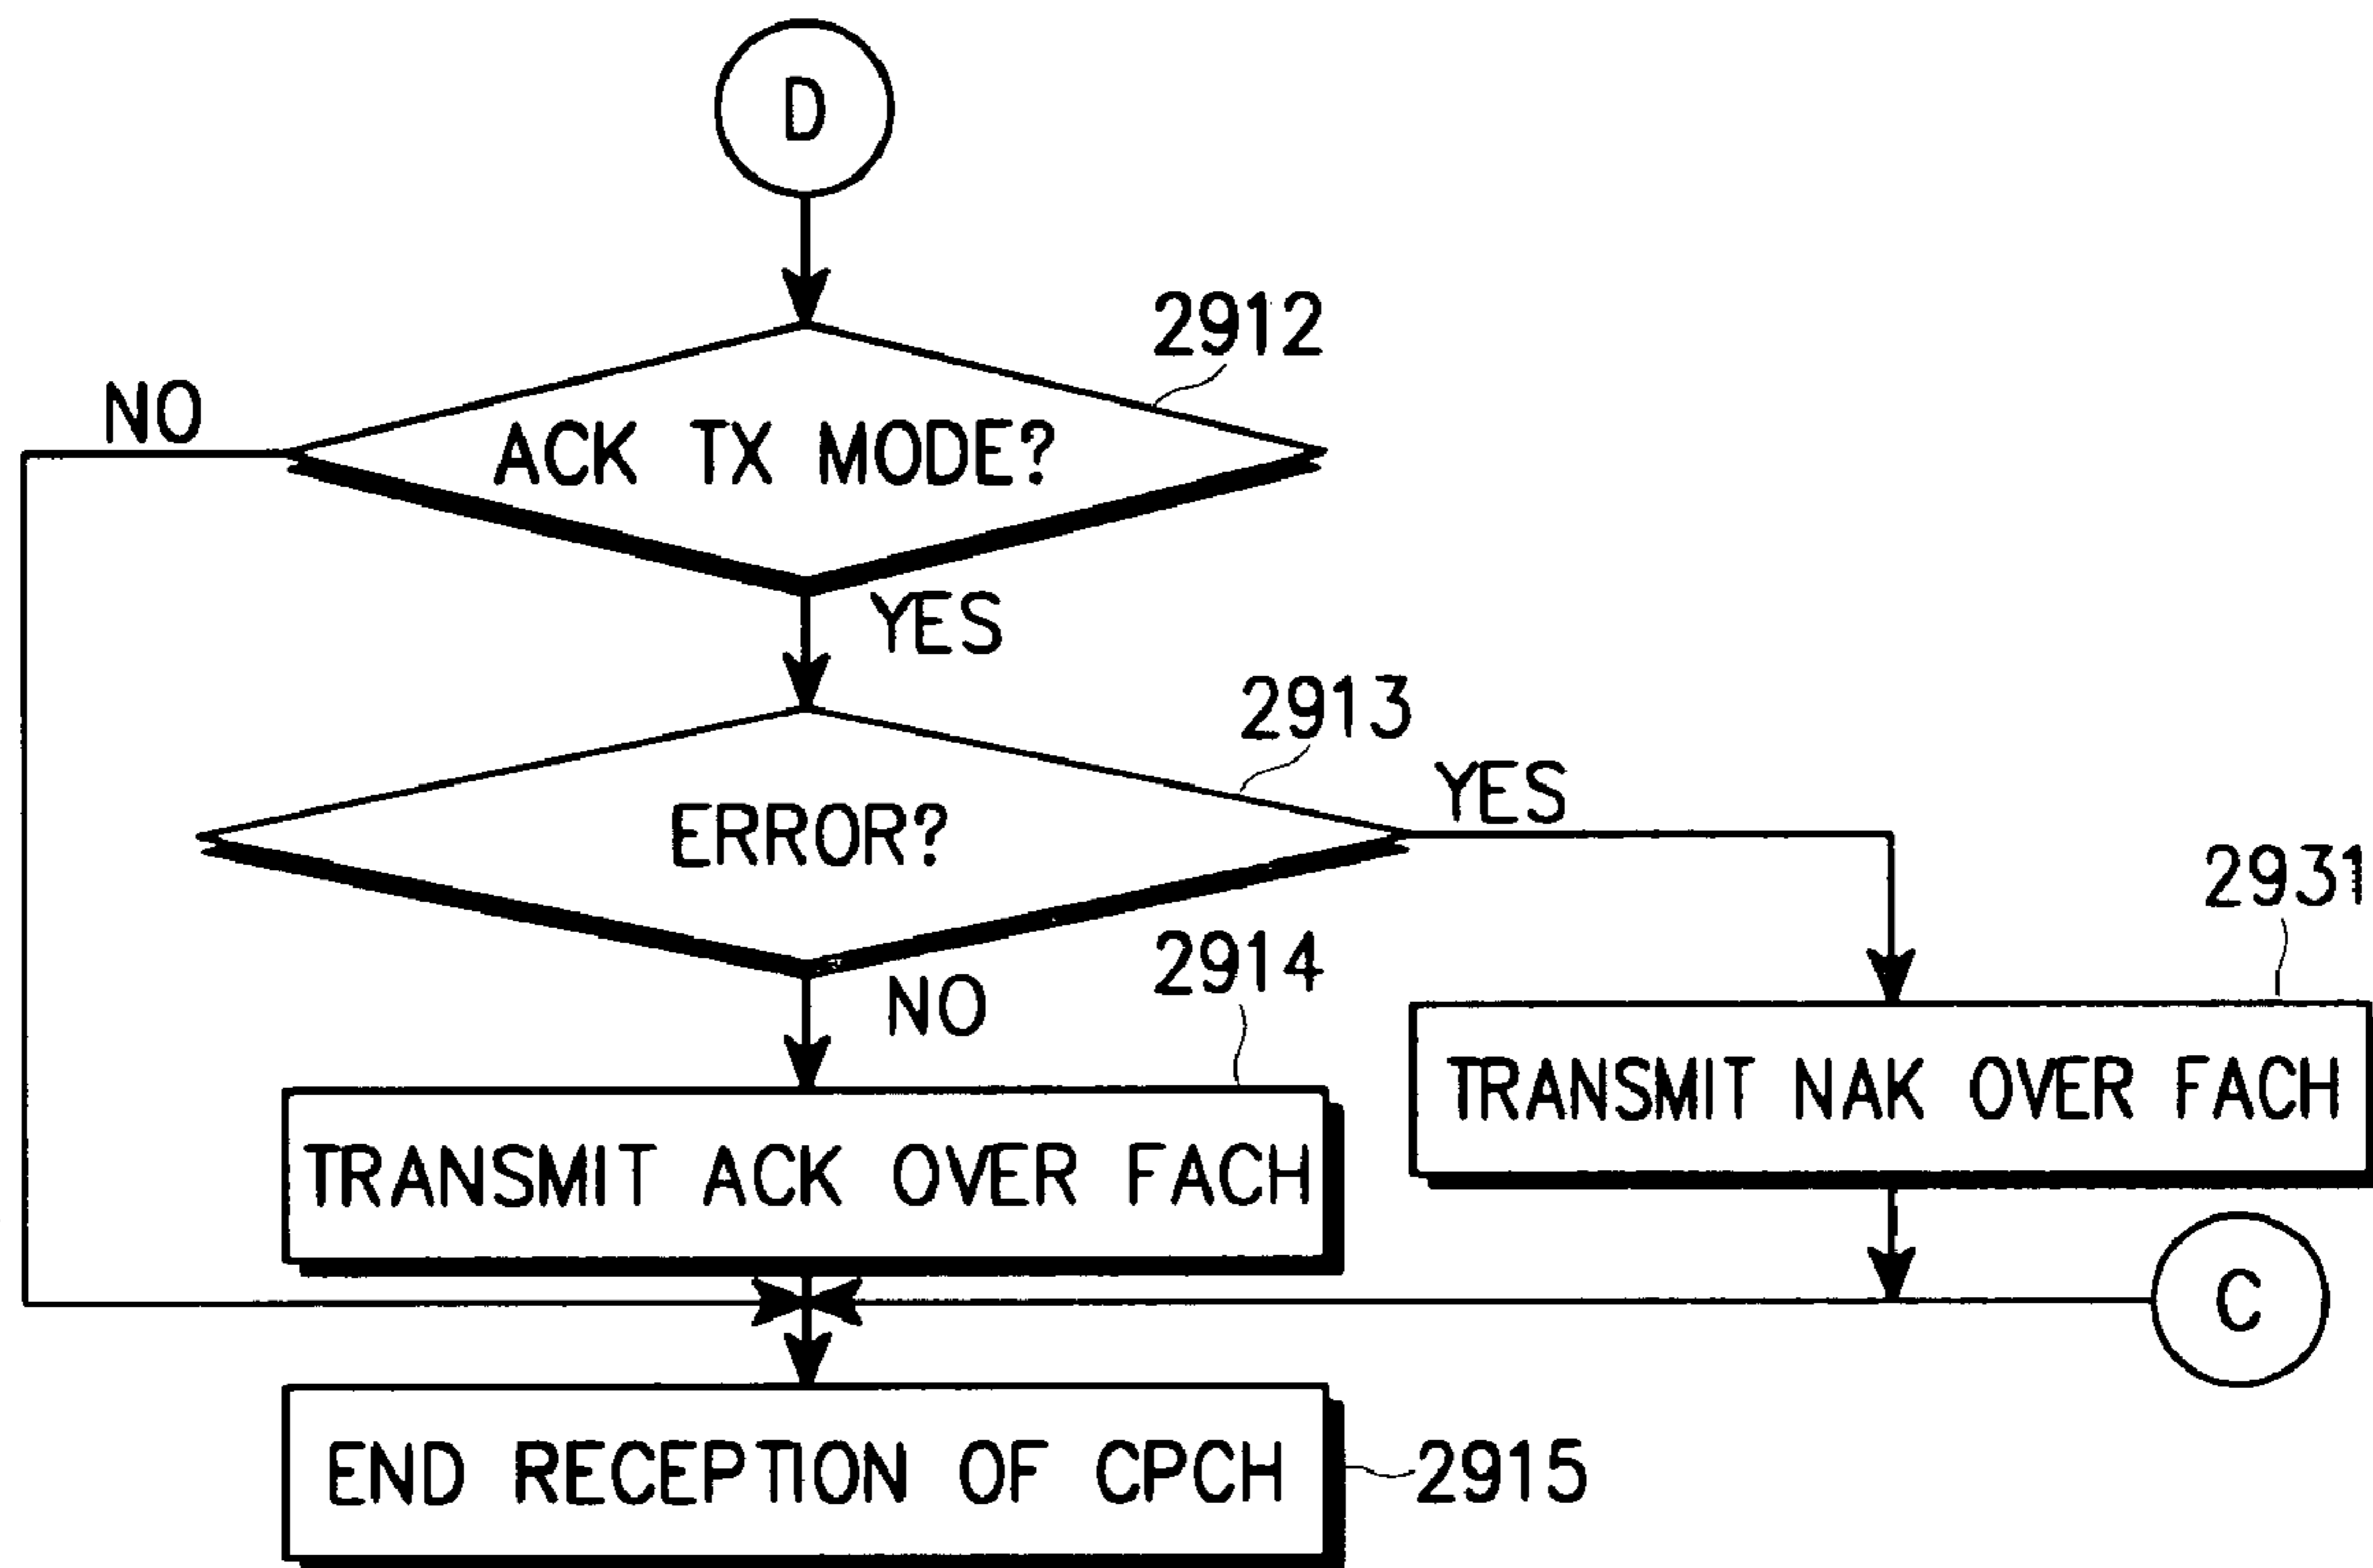 D
2912
NO
ACK TX MODE?
YES
2913
YES
ERROR?
2931
2914
NO
TRANSMIT NAK OVER FACH
TRANSMIT ACK OVER FACH
C
END RECEPTION OF CPCH
2915